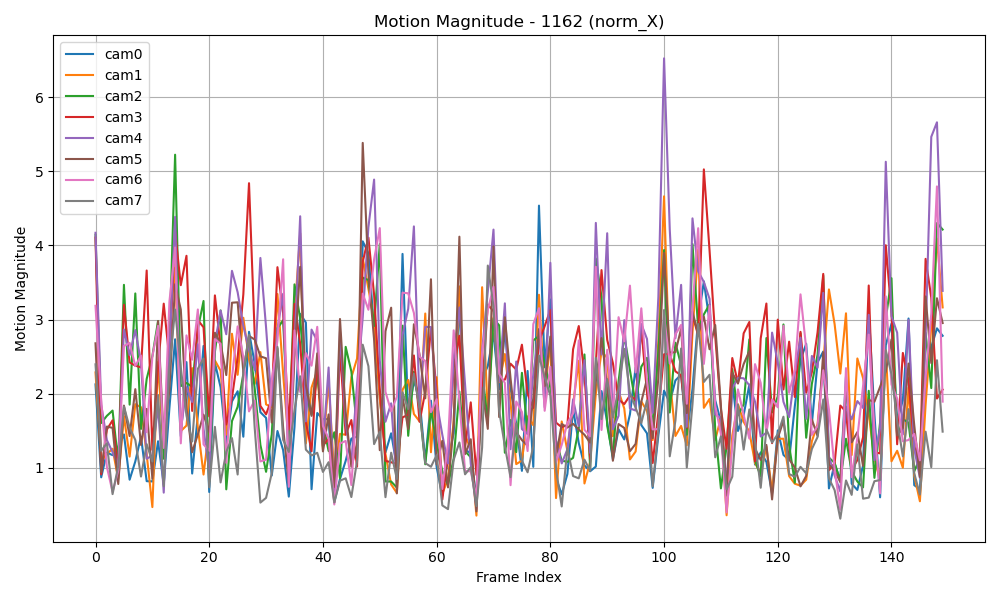 Motion Magnitude - 1162 (norm_X)
cam0
cam1
cam2
cam3
cam4
cam5
cam6
cam7
Motion Magnitude
6
5
4
3
2
1
0 20 40 60 80 100 120 140
Frame Index